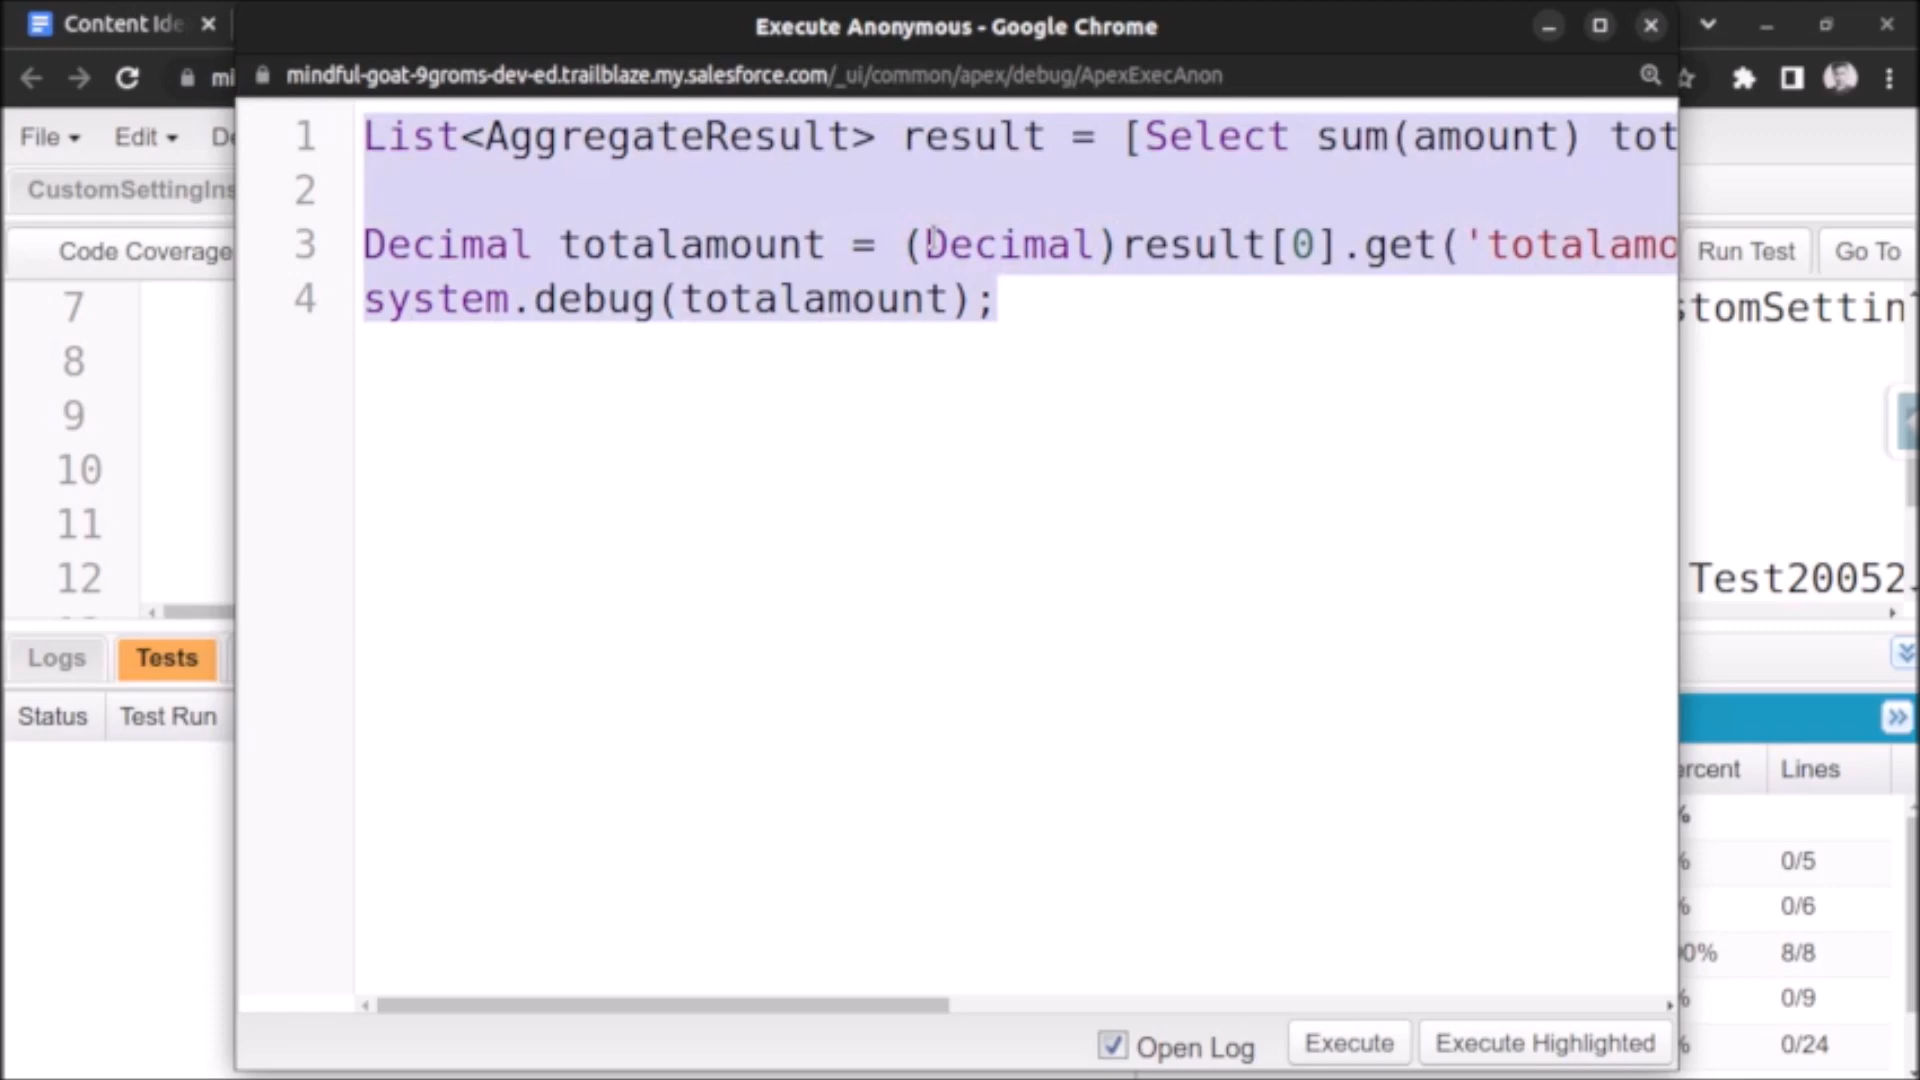 Content Ide
Execute Anonymous - Google Chrome
mi
mindful-goat-9groms-dev-ed.trailblaze.my.salesforce.com/_ui/common/apex/debug/ApexExecAnon
File
Edit
CustomSettingIns
Code Coverage
Run Test
Go To
1 List<AggregateResult> result = [Select sum(amount) tot
2
3 Decimal totalamount = (Decimal)result[0].get('totalamo
4 system.debug(totalamount);
7
8
9
10
11
12
stomSettin
Test20052
Logs
Tests
Status
Test Run
ercent
Lines
%
% 0/5
% 0/6
00% 8/8
% 0/9
% 0/24
Open Log
Execute
Execute Highlighted